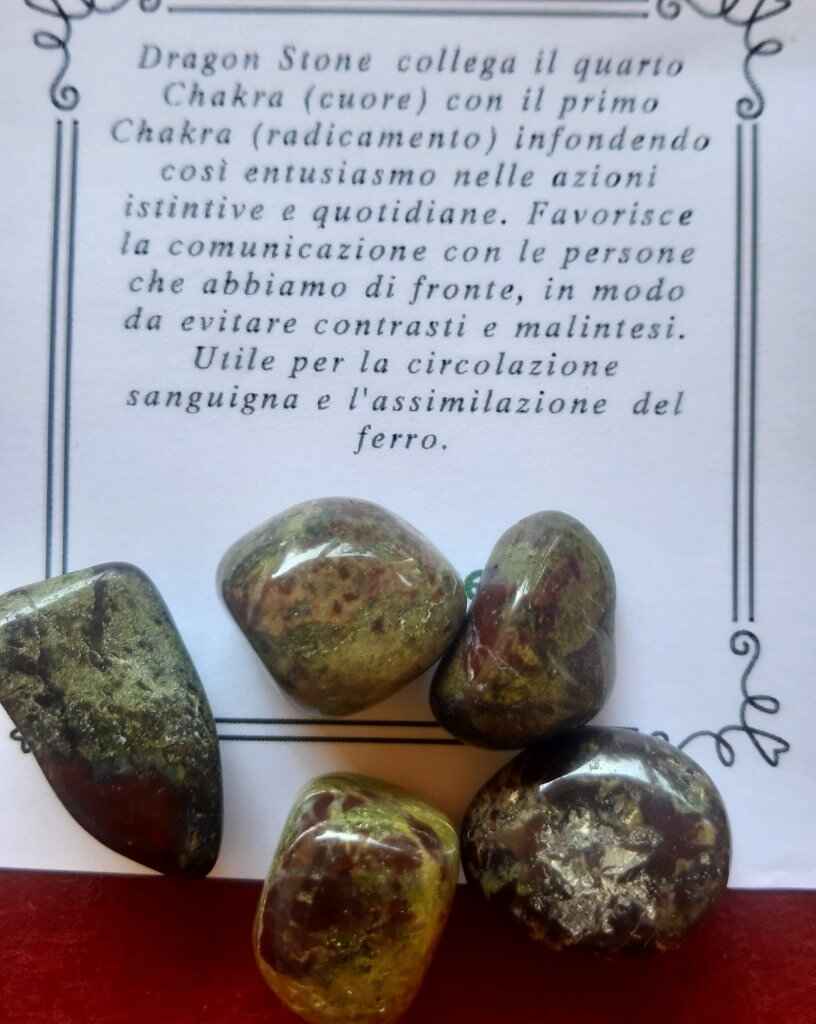 Dragon Stone collega il quarto
Chakra (cuore) con il primo
Chakra (radicamento) infondendo
così entusiasmo nelle azioni
istintive e quotidiane. Favorisce
la comunicazione con le persone
che abbiamo di fronte, in modo
da evitare contrasti e malintesi.
Utile per la circolazione
sanguigna e l'assimilazione del
ferro.